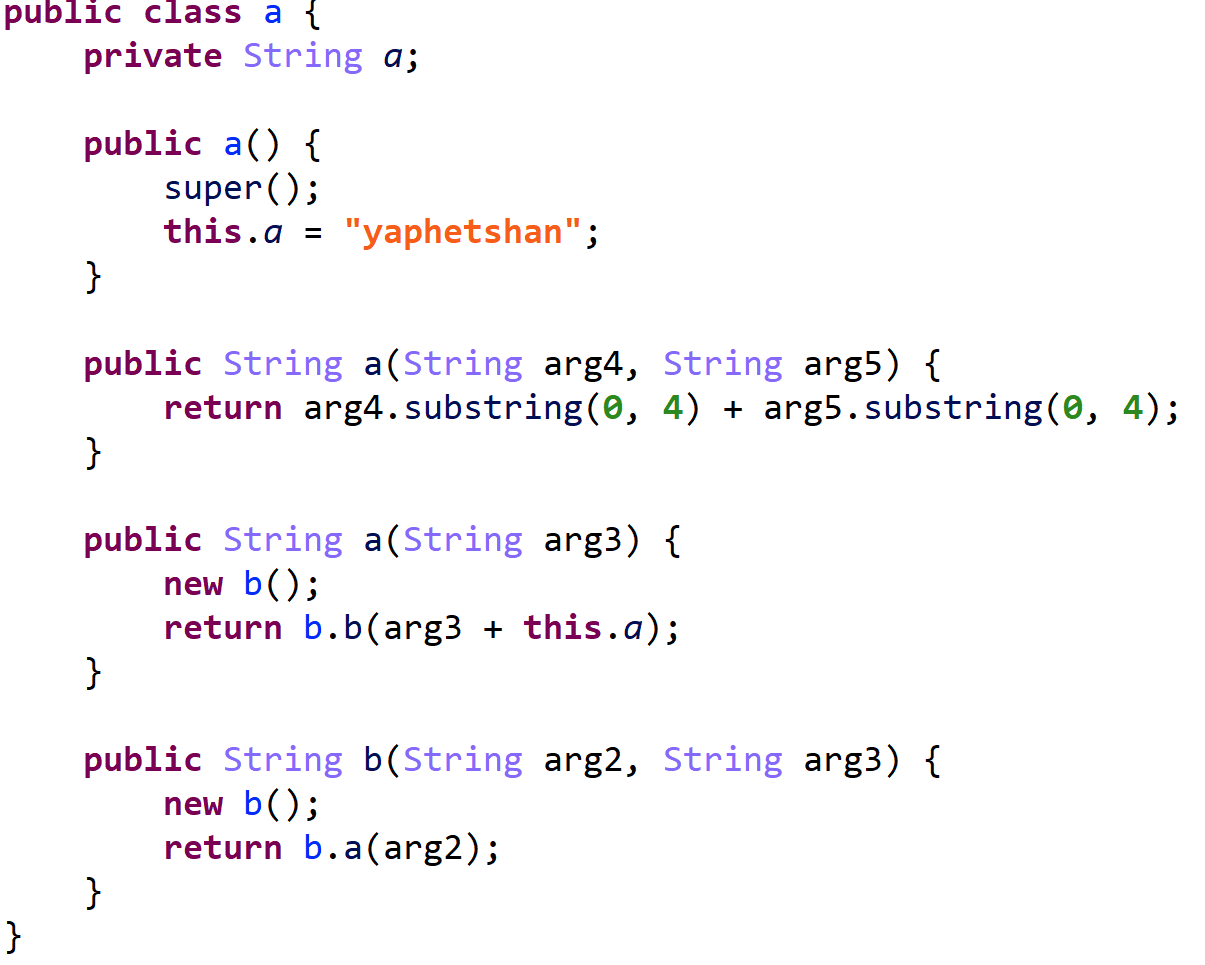 public class a {
    private String a;

    public a() {
        super();
        this.a = "yaphetshan";
    }

    public String a(String arg4, String arg5) {
        return arg4.substring(0, 4) + arg5.substring(0, 4);
    }

    public String a(String arg3) {
        new b();
        return b.b(arg3 + this.a);
    }

    public String b(String arg2, String arg3) {
        new b();
        return b.a(arg2);
    }
}